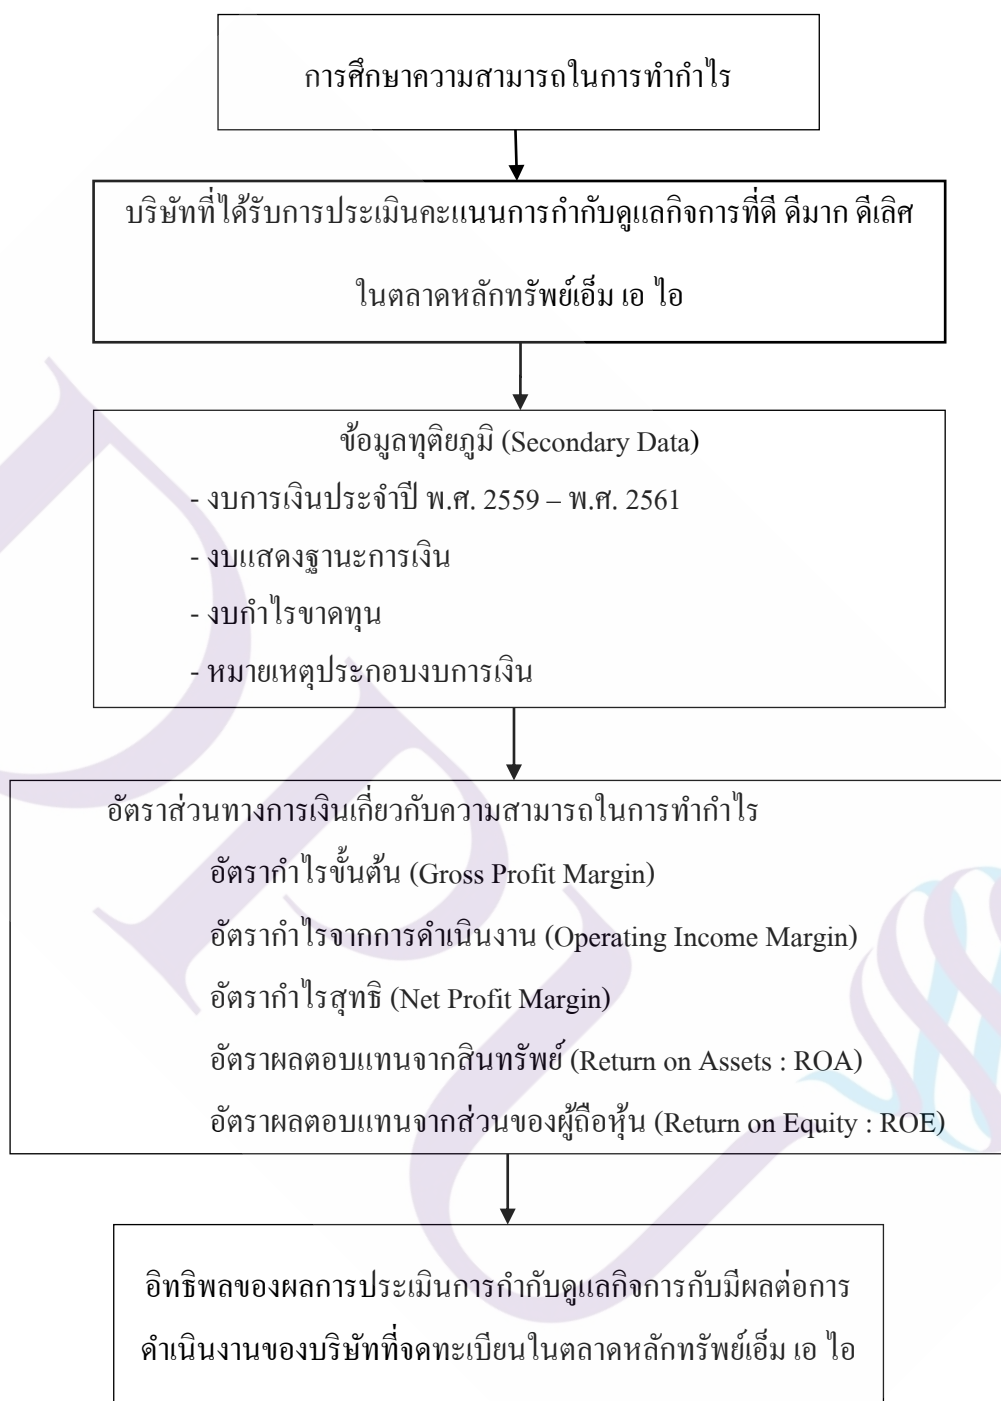 การศึกษาความสามารถในการทำกำไร
บริษัทที่ได้รับการประเมินคะแนนการกำกับดูแลกิจการที่ดี ดีมาก ดีเลิศ
ในตลาดหลักทรัพย์เอ็ม เอ ไอ
ข้อมูลทุติยภูมิ (Secondary Data)
- งบการเงินประจำปี พ.ศ. 2559 – พ.ศ. 2561
- งบแสดงฐานะการเงิน
- งบกำไรขาดทุน
- หมายเหตุประกอบงบการเงิน
อัตราส่วนทางการเงินเกี่ยวกับความสามารถในการทำกำไร
อัตรากำไรขั้นต้น (Gross Profit Margin)
อัตรากำไรจากการดำเนินงาน (Operating Income Margin)
อัตรากำไรสุทธิ (Net Profit Margin)
อัตราผลตอบแทนจากสินทรัพย์ (Return on Assets : ROA)
อัตราผลตอบแทนจากส่วนของผู้ถือหุ้น (Return on Equity : ROE)
อิทธิพลของผลการประเมินการกำกับดูแลกิจการกับมีผลต่อการ
ดำเนินงานของบริษัทที่จดทะเบียนในตลาดหลักทรัพย์เอ็ม เอ ไอ
DPU